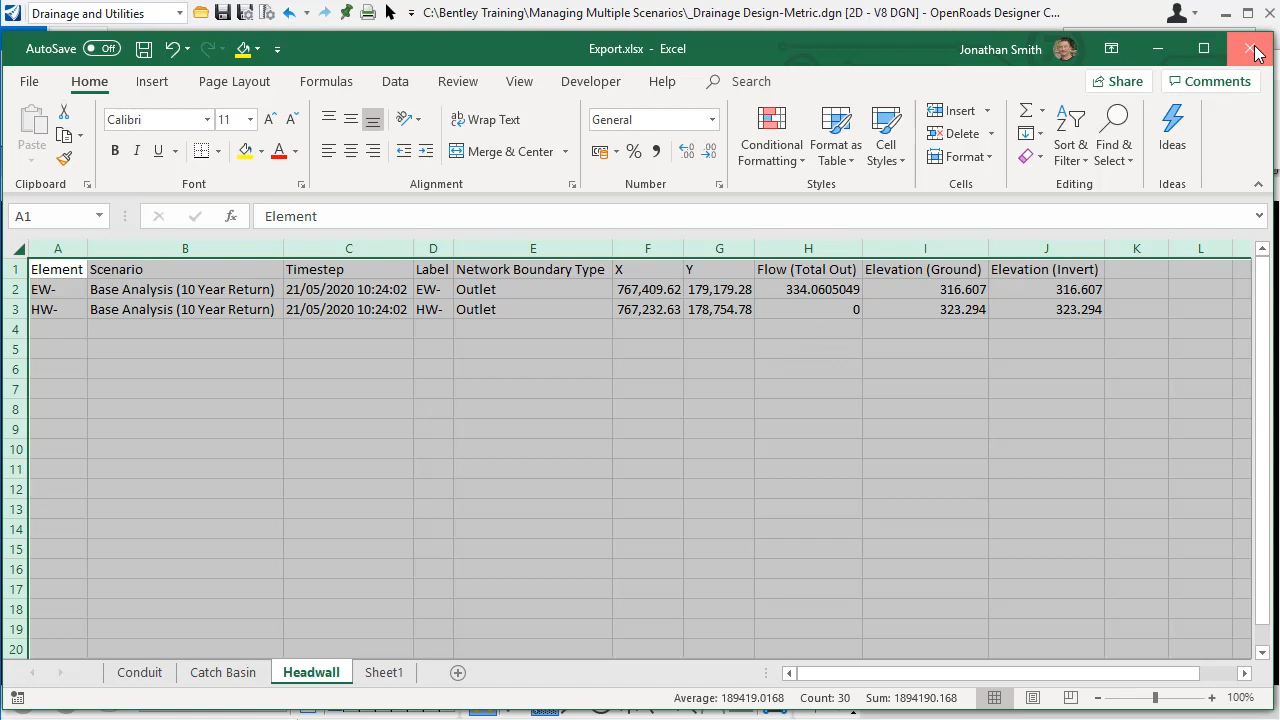 Drainage and Utilities C:\Bentley Training\Managing Multiple Scenarios\_Drainage Design-Metric.dgn [2D - V8 DGN] - OpenRoads Designer C...
AutoSave Off Export.xlsx - Excel Jonathan Smith
File Home Insert Page Layout Formulas Data Review View Developer Help Search Share Comments
Paste Calibri 11 Wrap Text General Conditional Formatting Format as Table Cell Styles Insert Sort & Filter Find & Select Ideas
B I U A Merge & Center % Delete
Format
Clipboard Font Alignment Number Styles Cells Editing Ideas
A1 fx Element
A B C D E F G H I J K L
1 Element Scenario Timestep Label Network Boundary Type X Y Flow (Total Out) Elevation (Ground) Elevation (Invert)
2 EW- Base Analysis (10 Year Return) 21/05/2020 10:24:02 EW- Outlet 767,409.62 179,179.28 334.0605049 316.607 316.607
3 HW- Base Analysis (10 Year Return) 21/05/2020 10:24:02 HW- Outlet 767,232.63 178,754.78 0 323.294 323.294
4
5
6
7
8
9
10
11
12
13
14
15
16
17
18
19
20
Conduit Catch Basin Headwall Sheet1
Average: 189419.0168 Count: 30 Sum: 1894190.168 100%